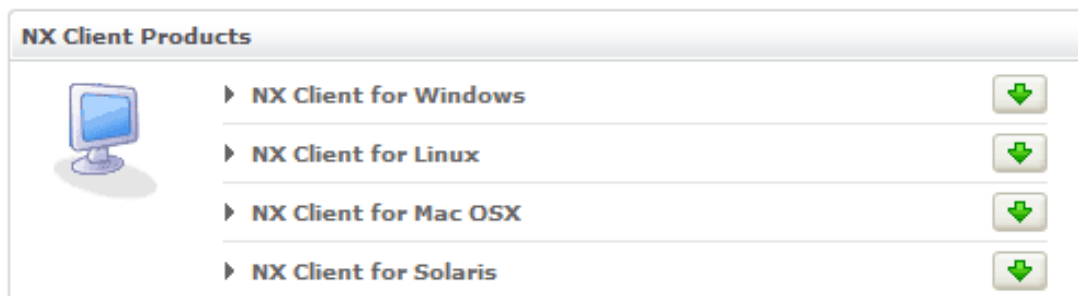 NX Client Products
NX Client for Windows
NX Client for Linux
NX Client for Mac OSX
NX Client for Solaris